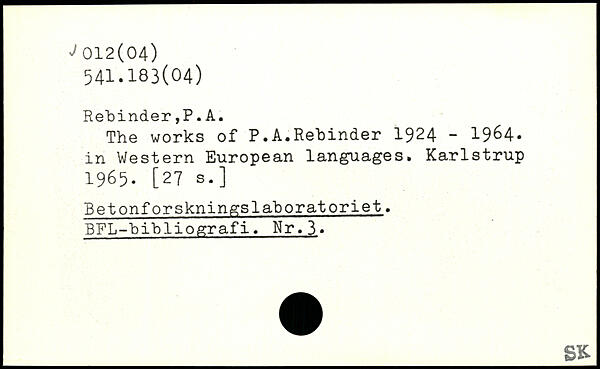 012(04)
541.183(04)
Rebinder,P.A.
The works of P.A.Rebinder 1924 - 1964.
in Western European languages. Karlstrup
1965. [27 s.]
Betonforskningslaboratoriet.
BFL-bibliografi. Nr.3.
SK